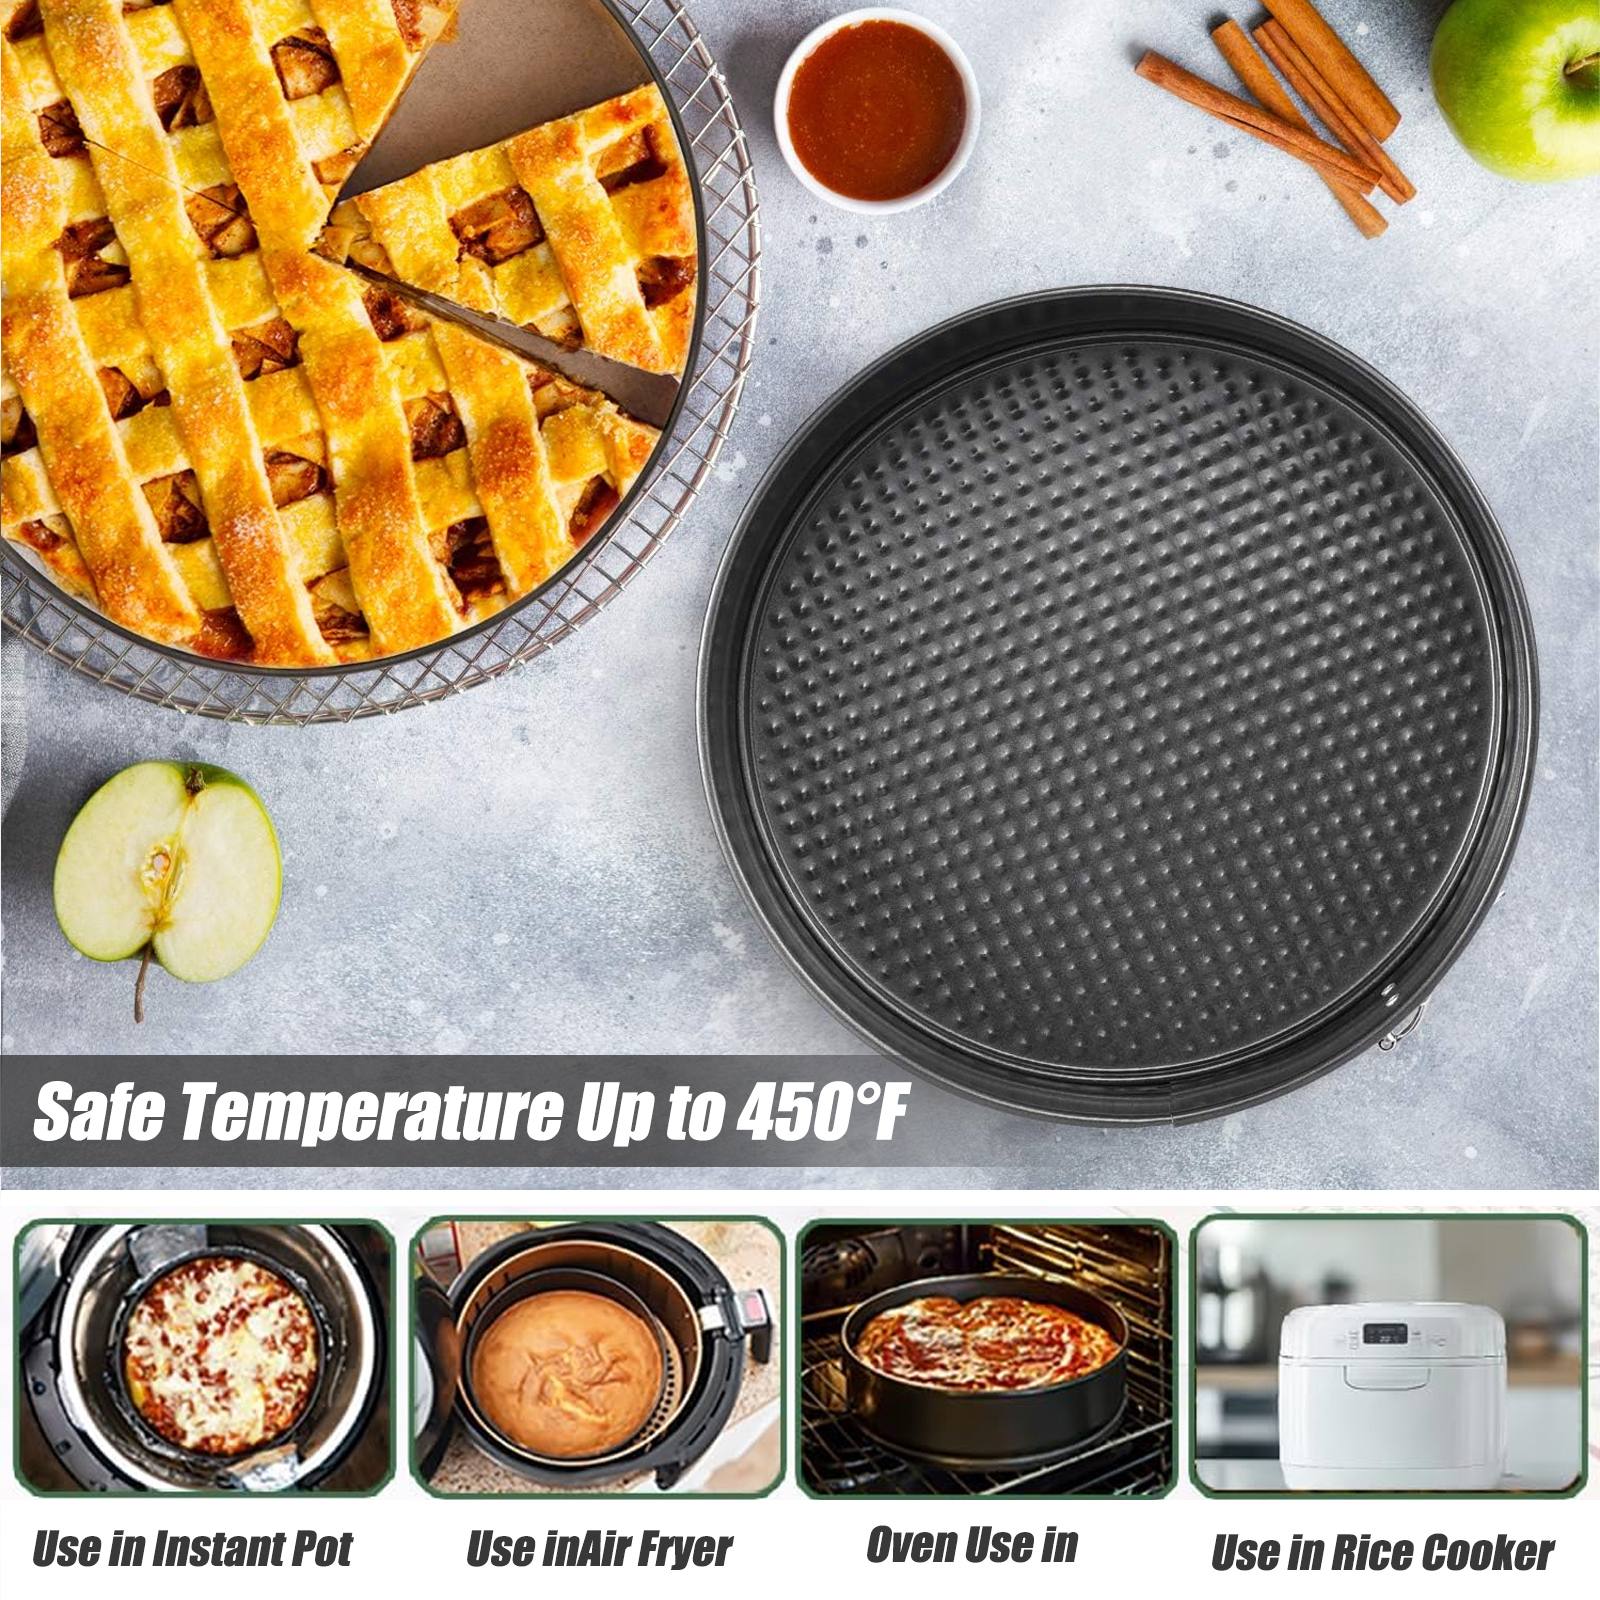 Safe Temperature Up to 450°F
Use in Instant Pot
Use inAir Fryer
Oven Use in
Use in Rice Cooker